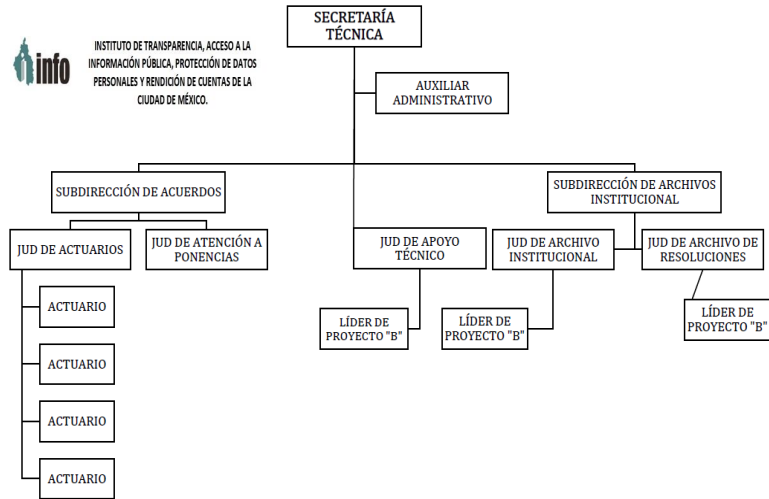 info
INSTITUTO DE TRANSPARENCIA, ACCESO A LA
INFORMACIÓN PÚBLICA, PROTECCIÓN DE DATOS
PERSONALES Y RENDICIÓN DE CUENTAS DE LA
CIUDAD DE MÉXICO.
SECRETARÍA
TÉCNICA
AUXILIAR
ADMINISTRATIVO
SUBDIRECCIÓN DE ACUERDOS
SUBDIRECCIÓN DE ARCHIVOS
INSTITUCIONAL
JUD DE ACTUARIOS
JUD DE ATENCIÓN A
PONENCIAS
JUD DE APOYO
TÉCNICO
JUD DE ARCHIVO
INSTITUCIONAL
JUD DE ARCHIVO DE
RESOLUCIONES
ACTUARIO
ACTUARIO
ACTUARIO
ACTUARIO
LÍDER DE
PROYECTO "B"
LÍDER DE
PROYECTO "B"
LÍDER DE
PROYECTO "B"